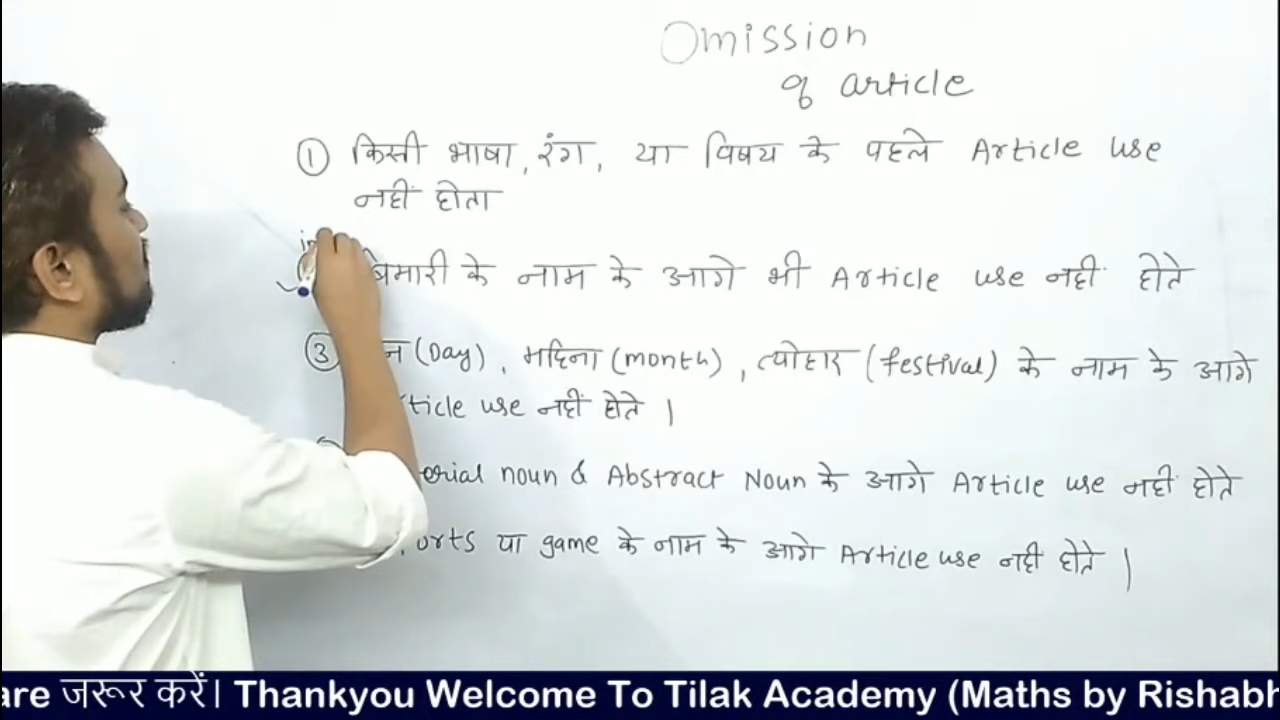 Omission
of article
① किसी भाषा, रंग, या विषय के पहले Article use
नहीं होता
बिमारी के नाम के आगे भी Article use नहीं होते
③ न (Day), महिना (month), त्योहार (festival) के नाम के आगे
ticle use नहीं होते।
erial noun & Abstract Noun के आगे Article use नहीं होते
orts या game के नाम के आगे Article use नहीं होते।
are जरूर करें। Thankyou Welcome To Tilak Academy (Maths by Rishabh